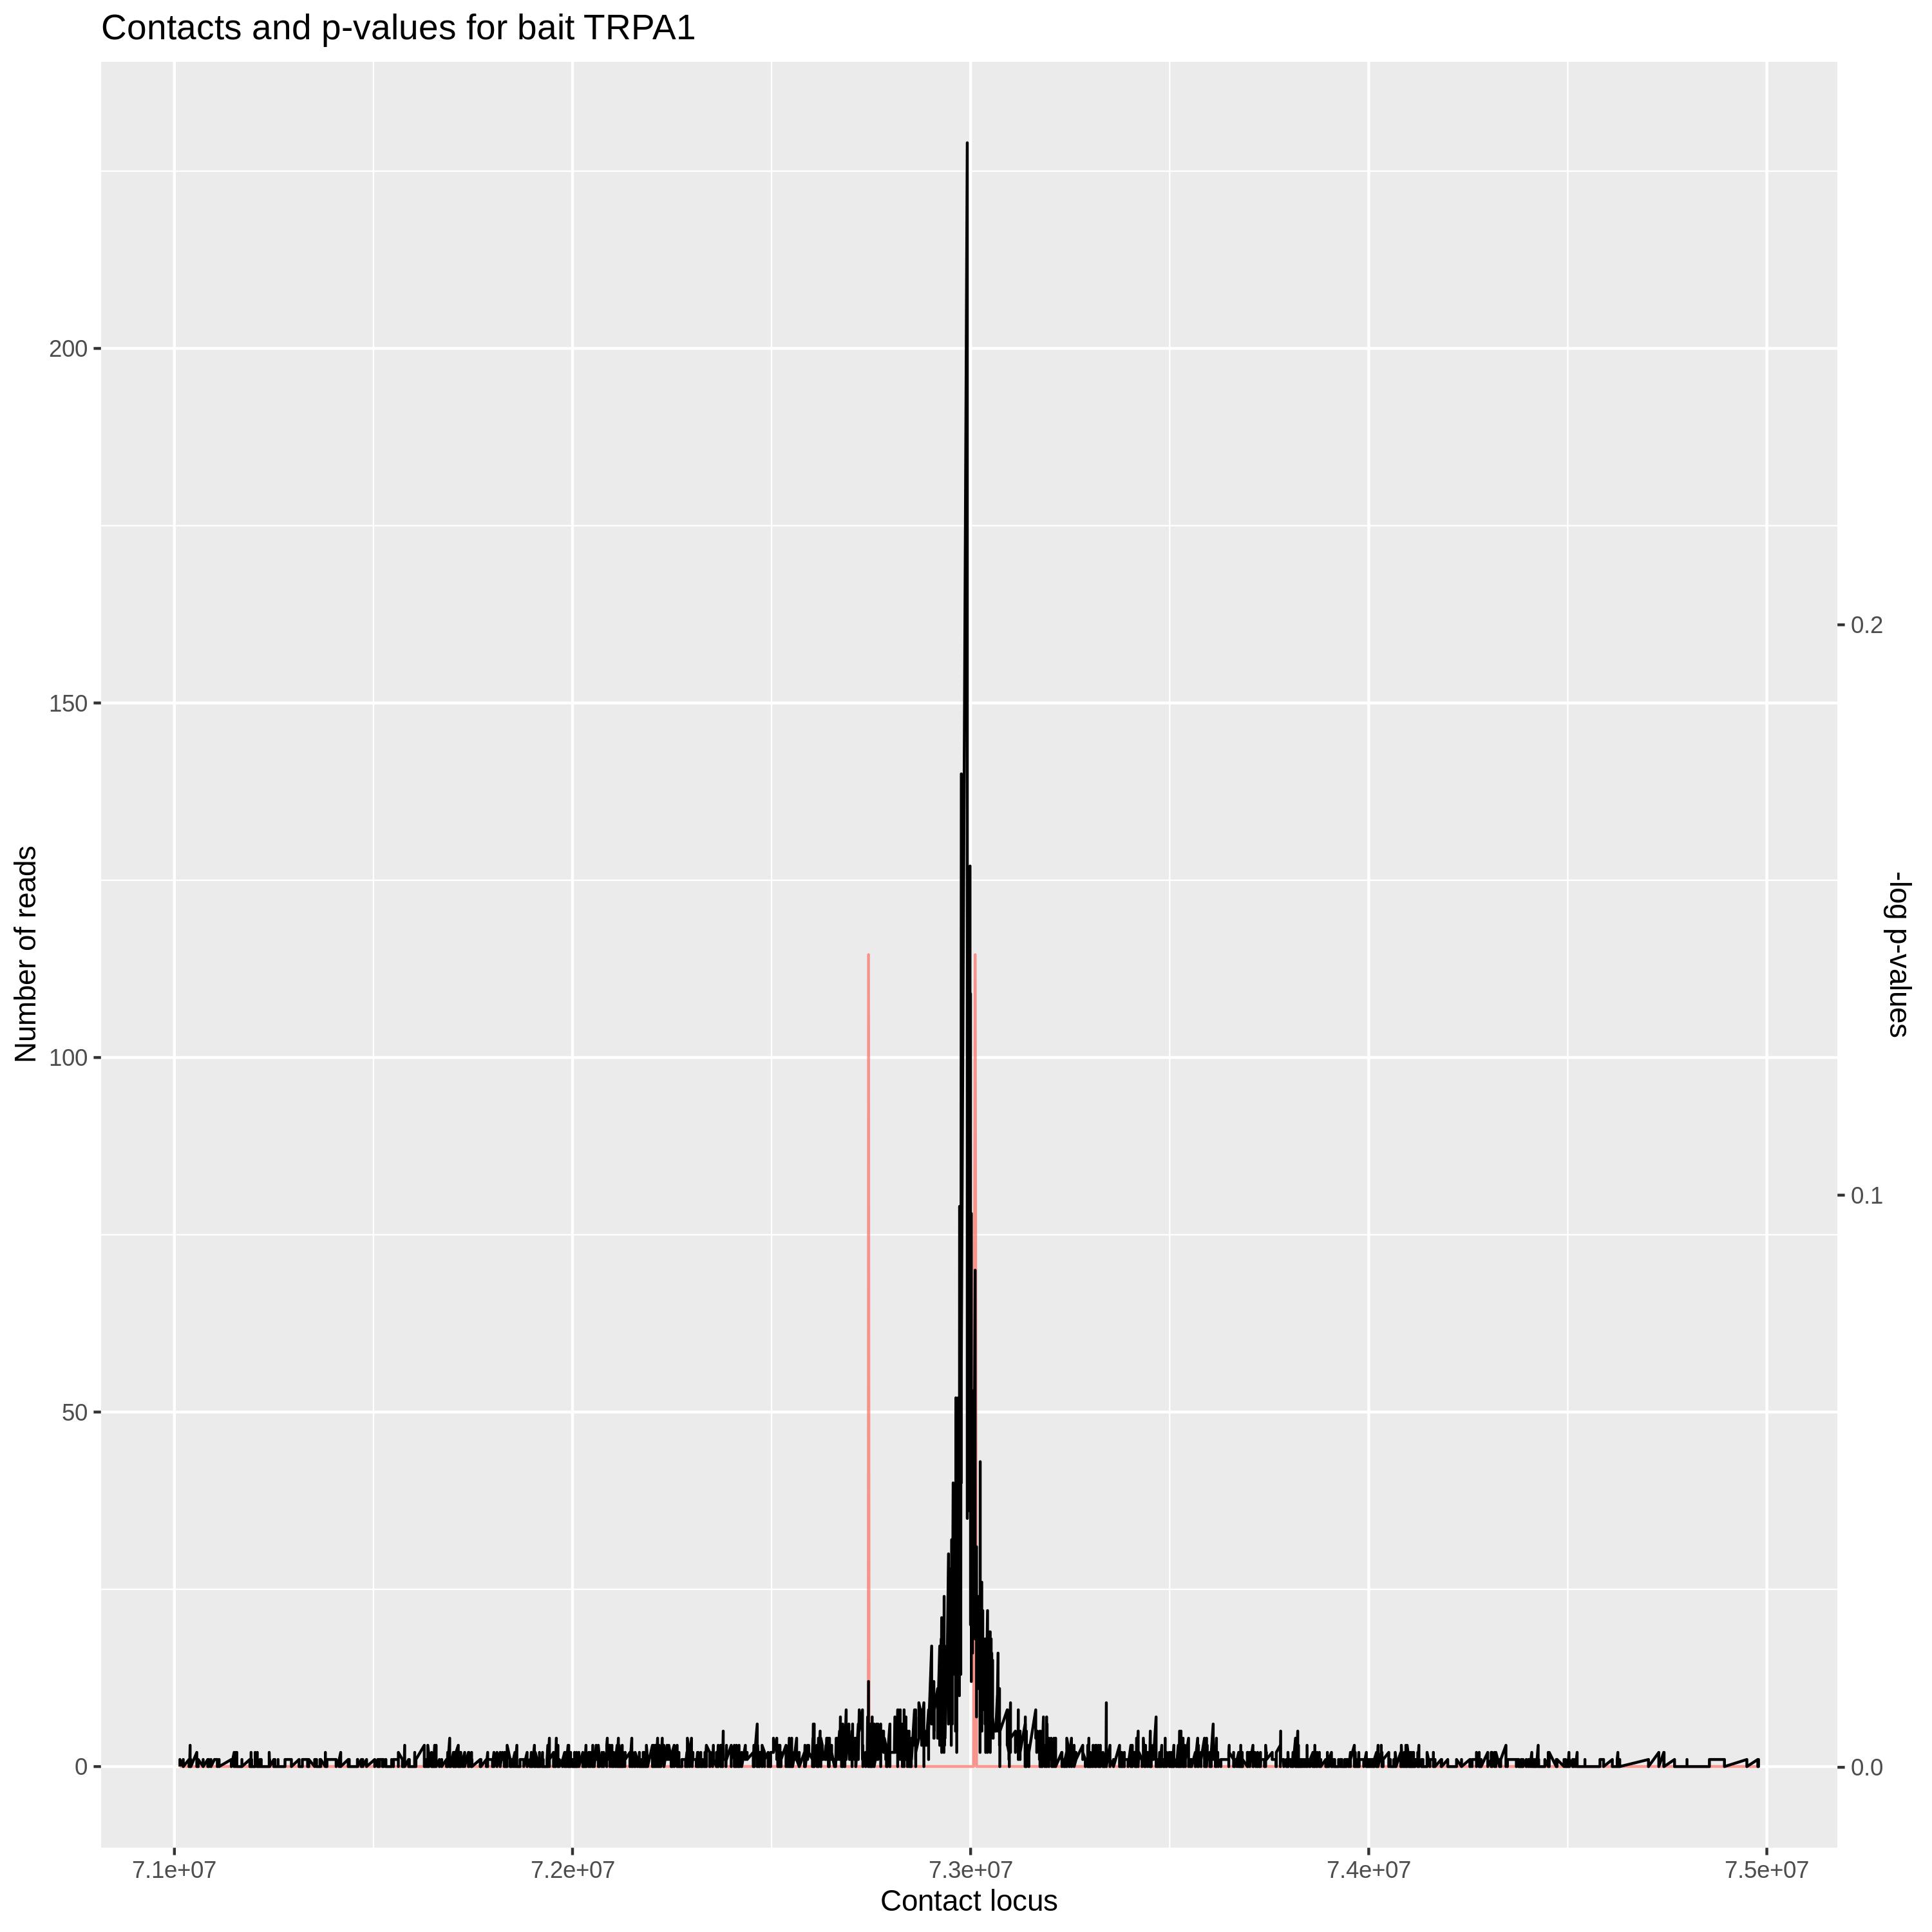 Contacts and p-values for bait TRPA1
Number of reads
200
150
100
50
0
0.2
0.1
0.0
-log p-values
7.1e+07 7.2e+07 7.3e+07 7.4e+07 7.5e+07
Contact locus